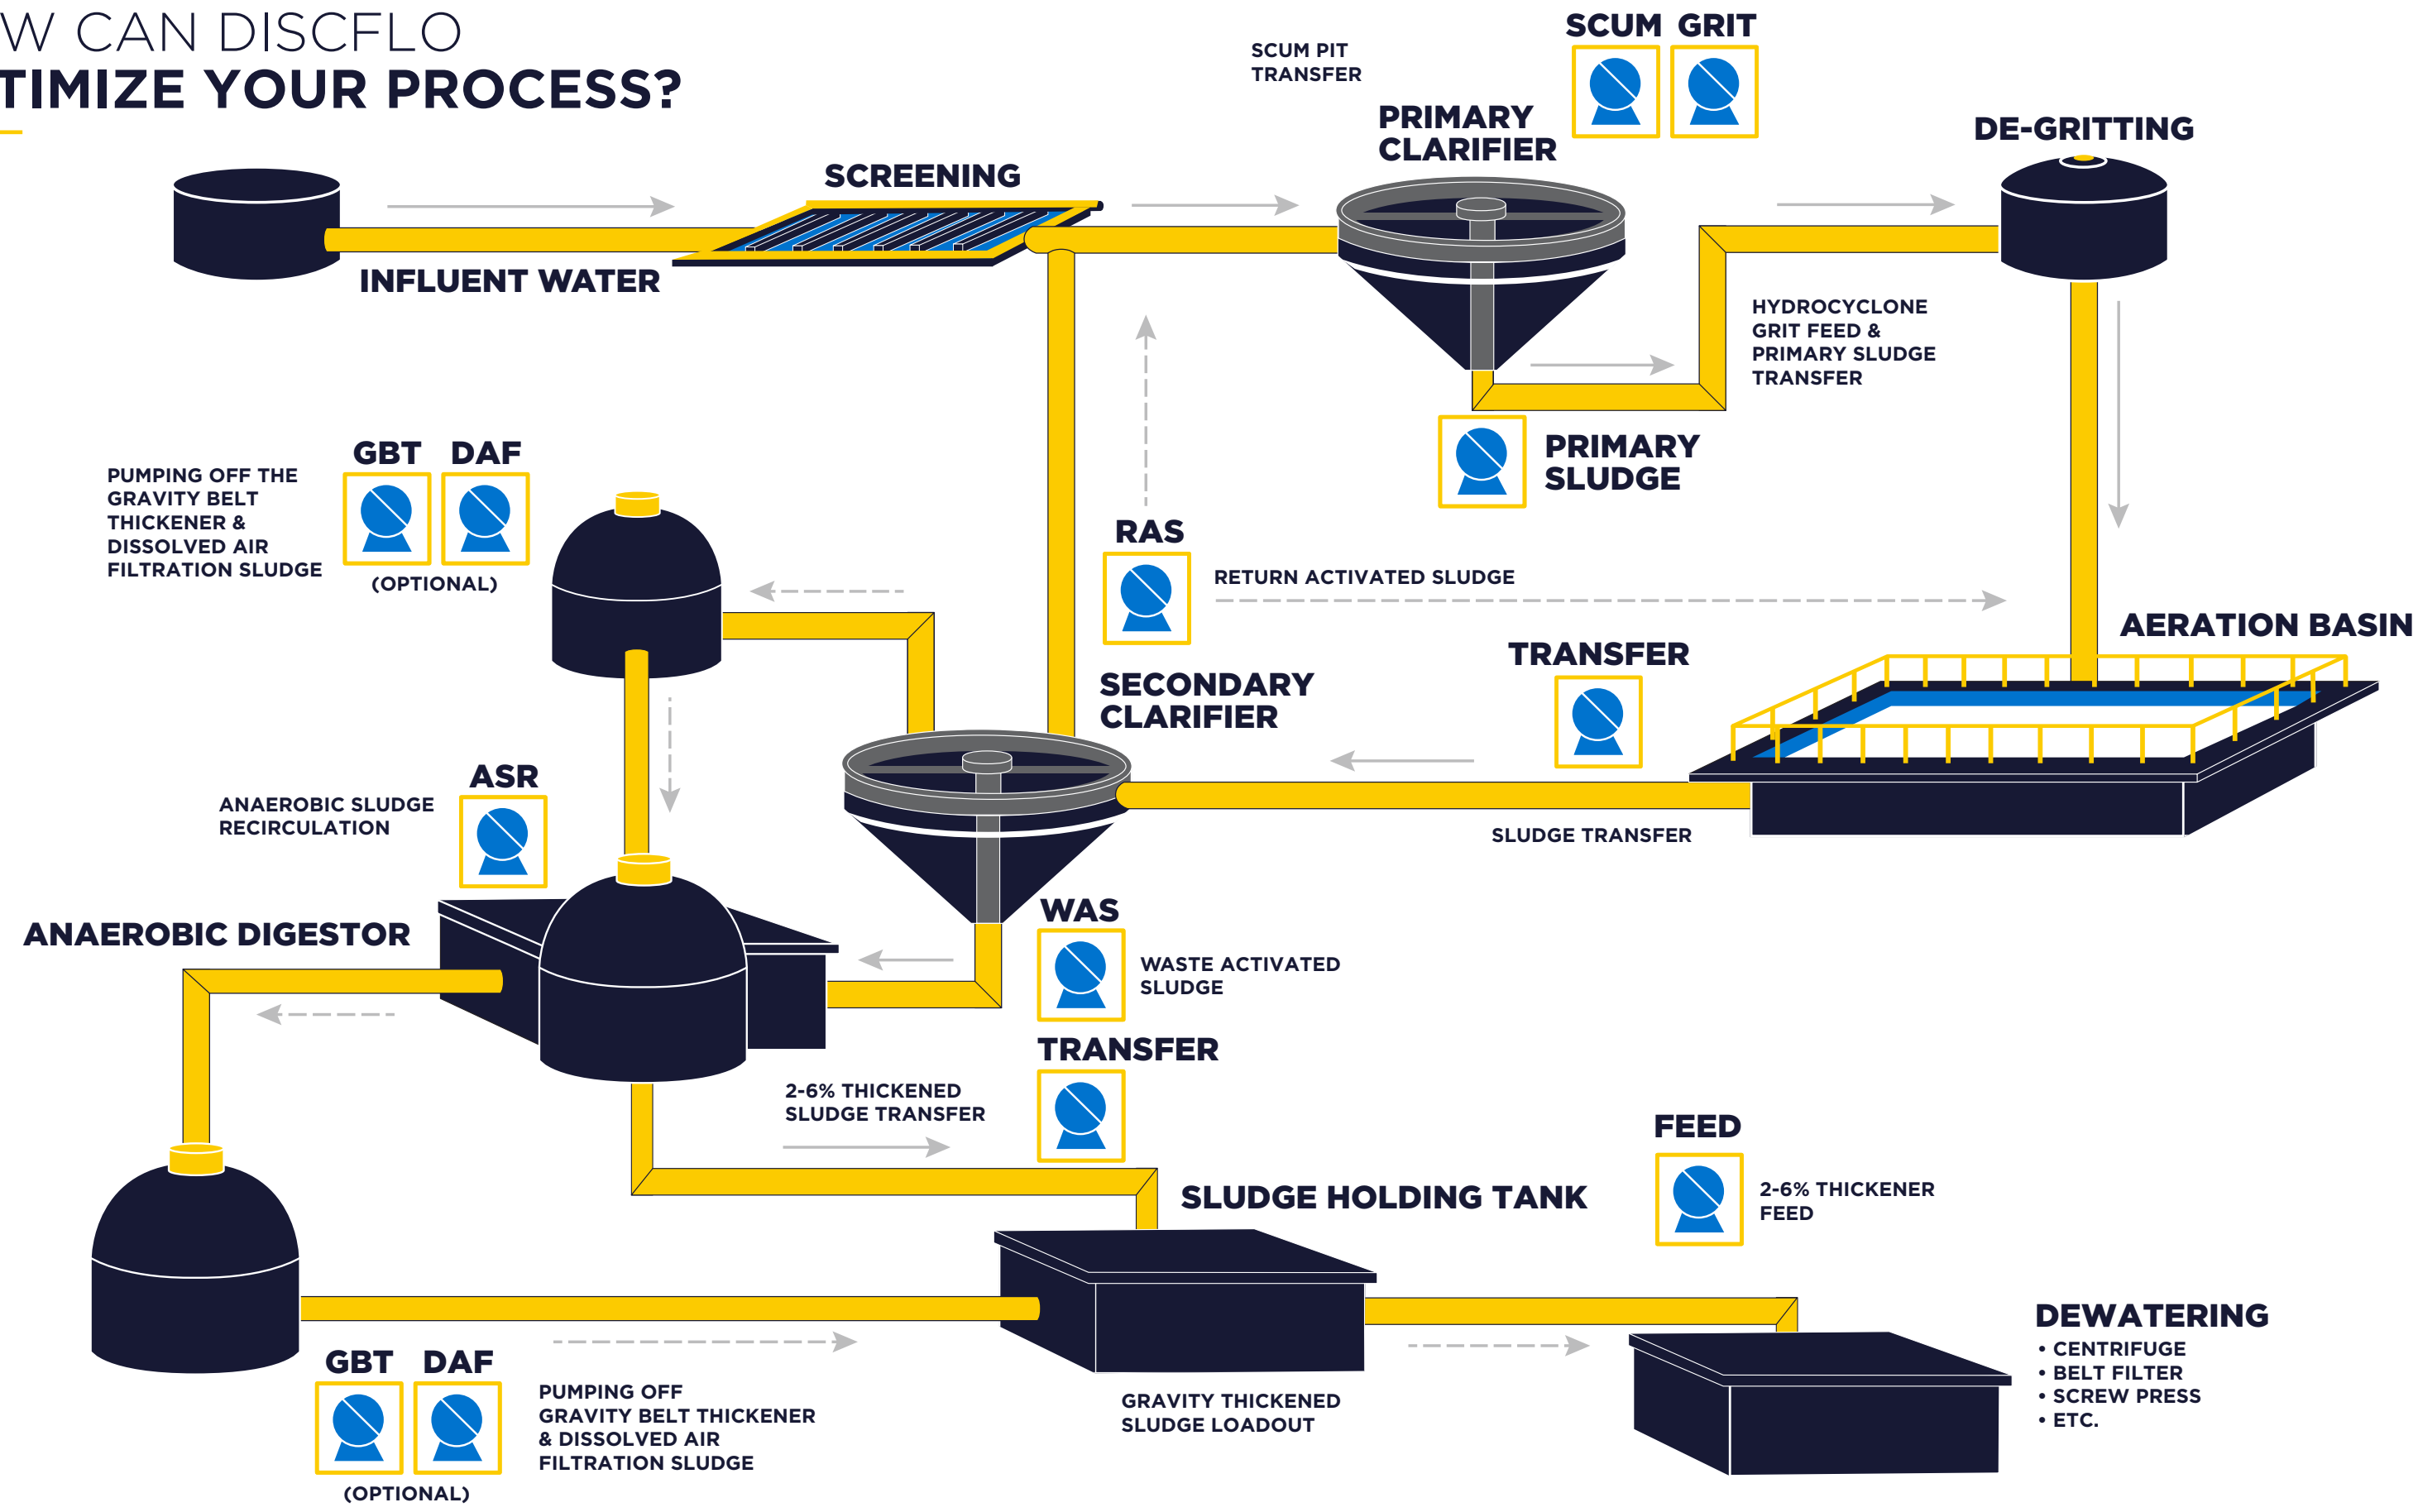 W CAN DISCFLO
TIMIZE YOUR PROCESS?
SCUM PIT
TRANSFER
SCUM GRIT
PRIMARY
CLARIFIER
DE-GRITTING
SCREENING
INFLUENT WATER
HYDROCYCLONE
GRIT FEED &
PRIMARY SLUDGE
TRANSFER
PRIMARY
SLUDGE
GBT DAF
PUMPING OFF THE
GRAVITY BELT
THICKENER &
DISSOLVED AIR
FILTRATION SLUDGE
(OPTIONAL)
RAS
RETURN ACTIVATED SLUDGE
AERATION BASIN
TRANSFER
SECONDARY
CLARIFIER
SLUDGE TRANSFER
ASR
ANAEROBIC SLUDGE
RECIRCULATION
ANAEROBIC DIGESTOR
WAS
WASTE ACTIVATED
SLUDGE
TRANSFER
2-6% THICKENED
SLUDGE TRANSFER
FEED
2-6% THICKENER
FEED
SLUDGE HOLDING TANK
GRAVITY THICKENED
SLUDGE LOADOUT
DEWATERING
• CENTRIFUGE
• BELT FILTER
• SCREW PRESS
• ETC.
GBT DAF
PUMPING OFF
GRAVITY BELT THICKENER
& DISSOLVED AIR
FILTRATION SLUDGE
(OPTIONAL)